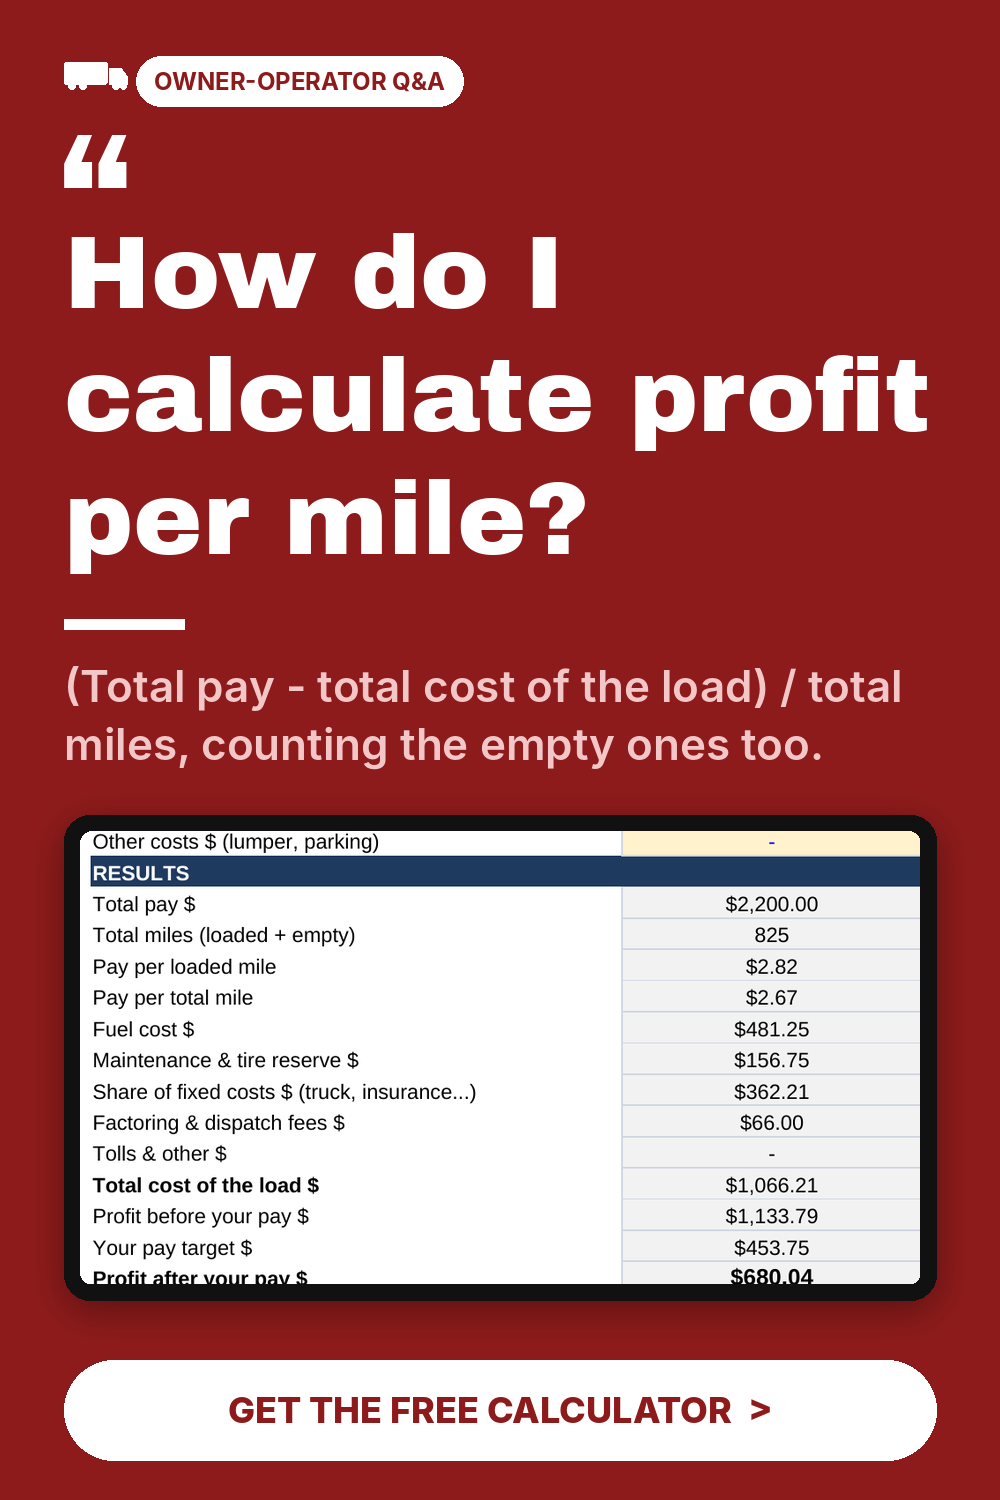 OWNER-OPERATOR Q&A
“
How do I
calculate profit
per mile?
(Total pay - total cost of the load) / total
miles, counting the empty ones too.
Other costs $ (lumper, parking) -
RESULTS
Total pay $ $2,200.00
Total miles (loaded + empty) 825
Pay per loaded mile $2.82
Pay per total mile $2.67
Fuel cost $ $481.25
Maintenance & tire reserve $ $156.75
Share of fixed costs $ (truck, insurance...) $362.21
Factoring & dispatch fees $ $66.00
Tolls & other $ -
Total cost of the load $ $1,066.21
Profit before your pay $ $1,133.79
Your pay target $ $453.75
Profit after your pay $ $680.04
GET THE FREE CALCULATOR >